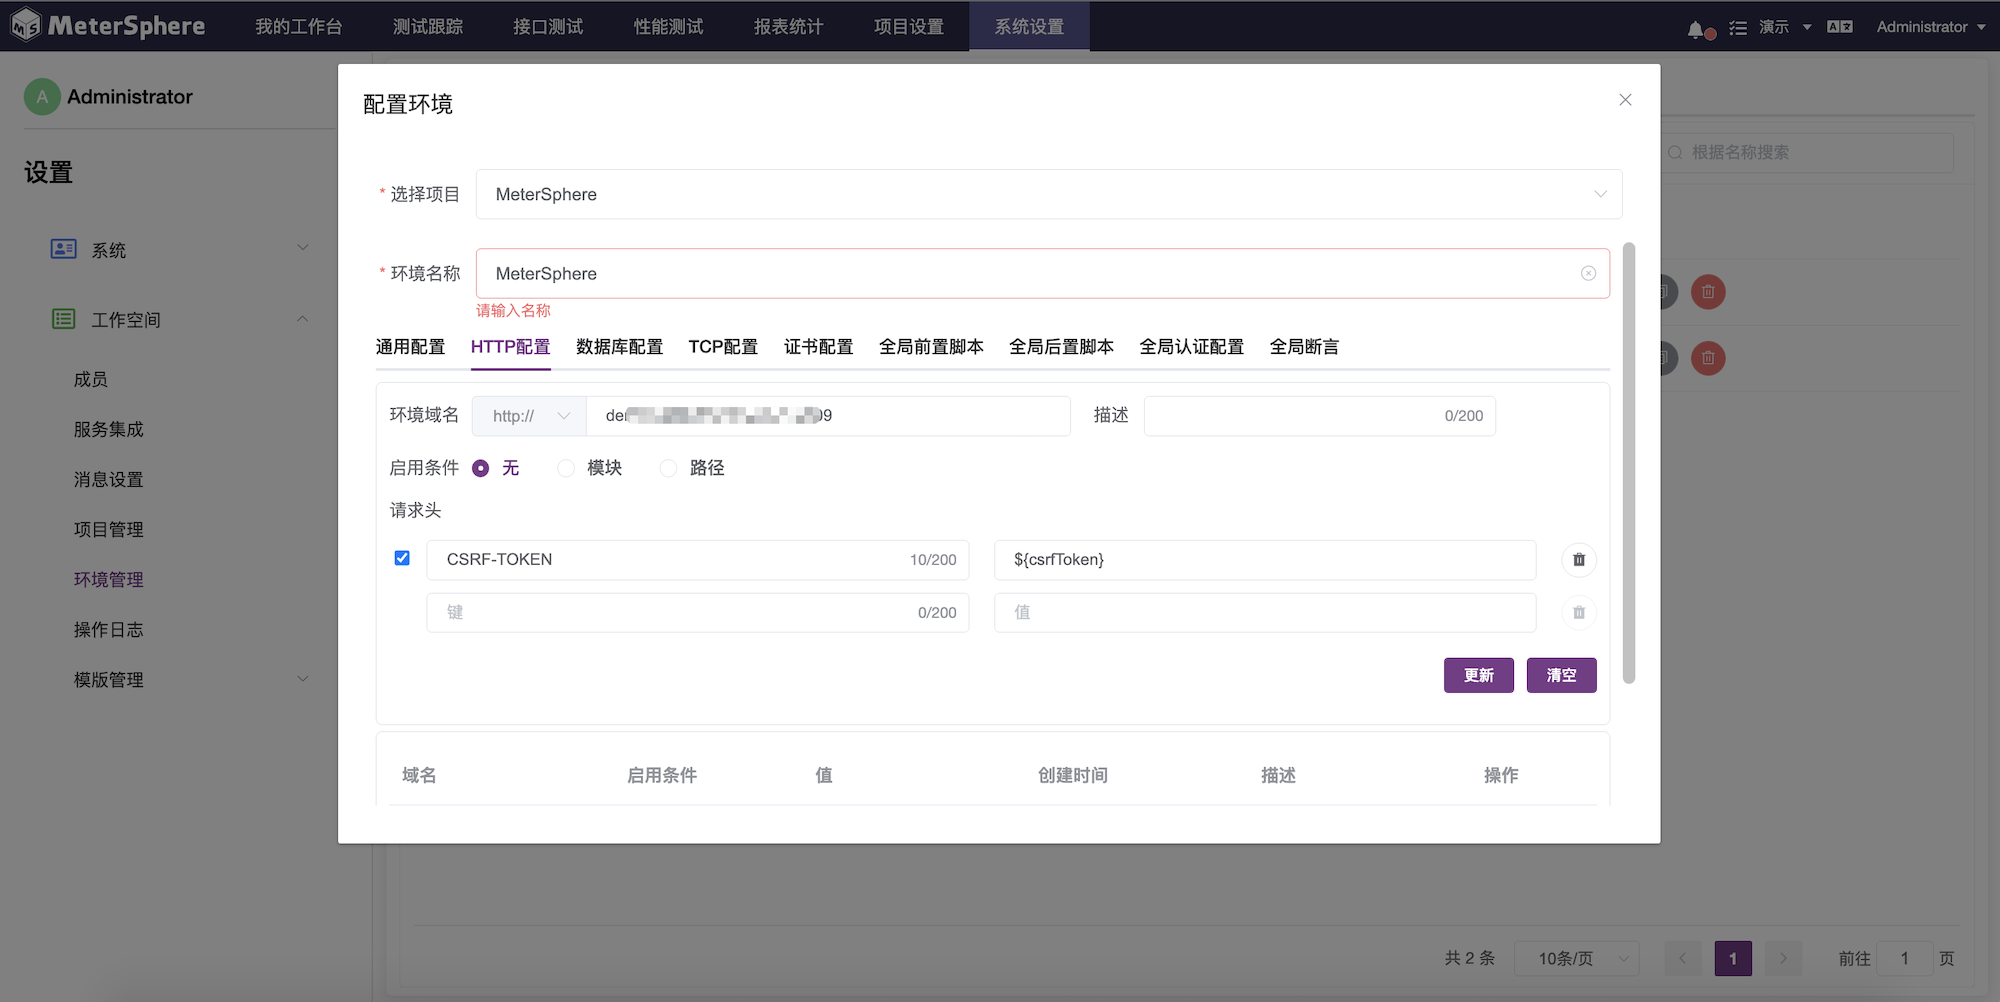 MeterSphere 我的工作台 测试跟踪 接口测试 性能测试 报表统计 项目设置 系统设置 演示 Administrator
A Administrator
设置
系统
工作空间
成员
服务集成
消息设置
项目管理
环境管理
操作日志
模版管理
根据名称搜索
配置环境
* 选择项目 MeterSphere
* 环境名称 MeterSphere
请输入名称
通用配置 HTTP配置 数据库配置 TCP配置 证书配置 全局前置脚本 全局后置脚本 全局认证配置 全局断言
环境域名 http:// 描述 0/200
启用条件 无 模块 路径
请求头
CSRF-TOKEN 10/200 ${csrfToken}
键 0/200 值
更新 清空
域名 启用条件 值 创建时间 描述 操作
共 2 条 10条/页 1 前往 1 页